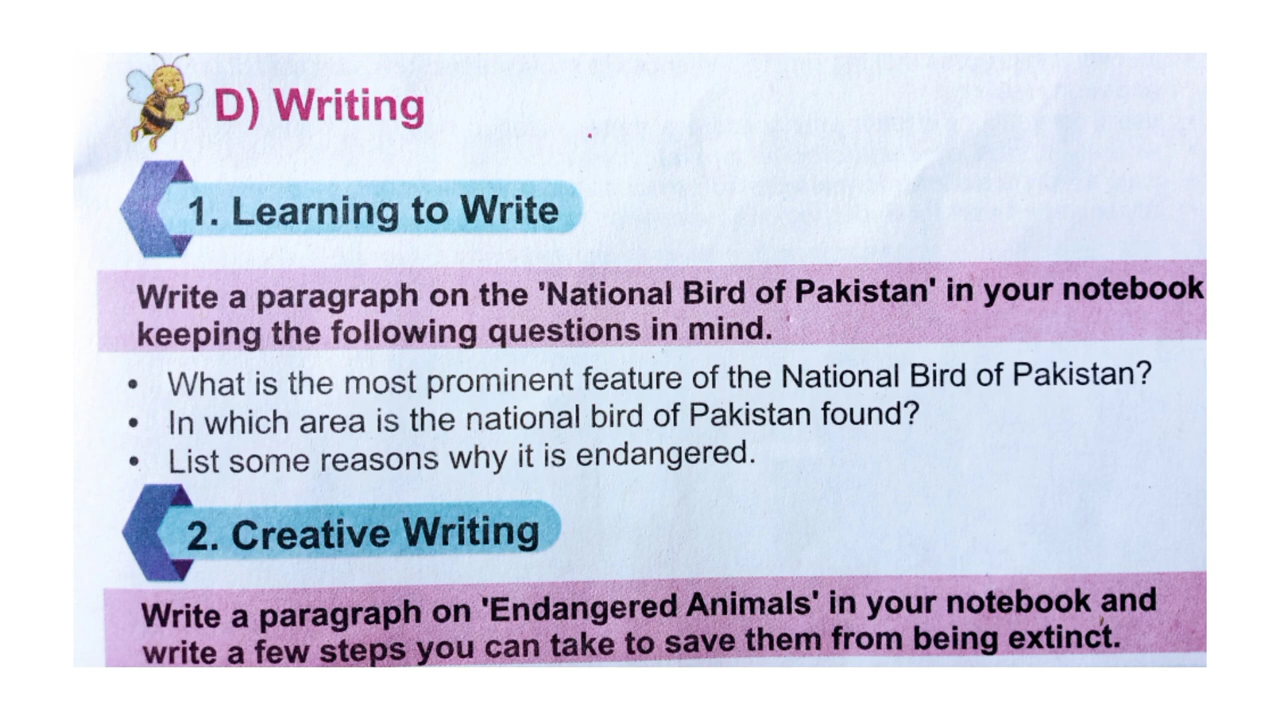 D) Writing
1. Learning to Write
Write a paragraph on the 'National Bird of Pakistan' in your notebook
keeping the following questions in mind.
• What is the most prominent feature of the National Bird of Pakistan?
• In which area is the national bird of Pakistan found?
• List some reasons why it is endangered.
2. Creative Writing
Write a paragraph on 'Endangered Animals' in your notebook and
write a few steps you can take to save them from being extinct.